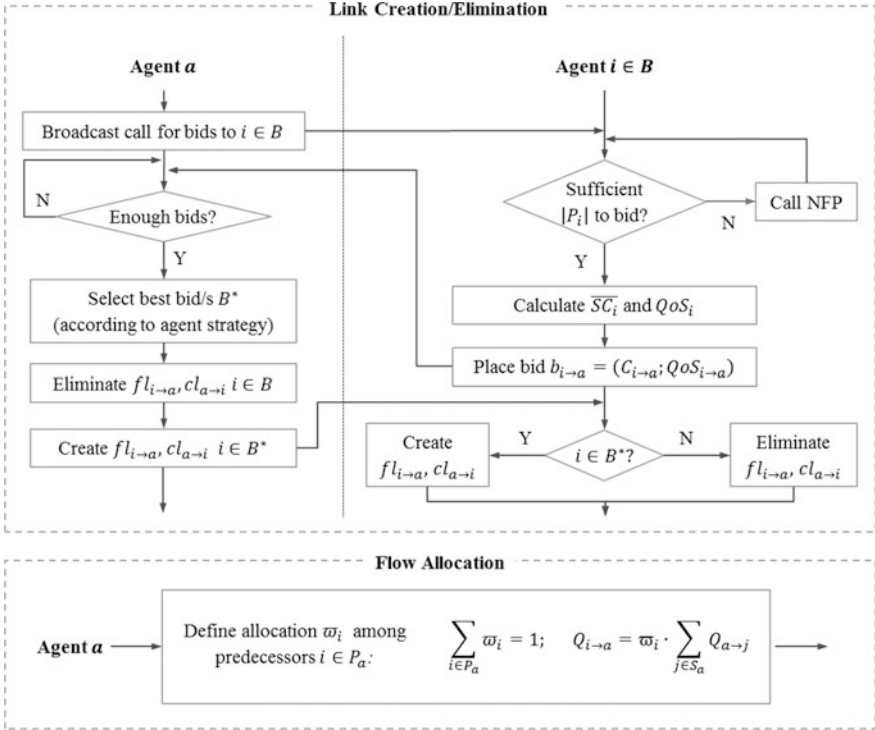 Link Creation/Elimination
Agent a
Broadcast call for bids to i ∈ B
N
Enough bids?
Y
Select best bid/s B*
(according to agent strategy)
Eliminate fl_{i→a}, cl_{a→i} i ∈ B
Create fl_{i→a}, cl_{a→i} i ∈ B*
Agent i ∈ B
Sufficient
|P_i| to bid?
N
Call NFP
Y
Calculate \overline{SC_i} and QoS_i
Place bid b_{i→a} = (C_{i→a}; QoS_{i→a})
i ∈ B*?
Y
N
Create
fl_{i→a}, cl_{a→i}
Eliminate
fl_{i→a}, cl_{a→i}
Flow Allocation
Agent a
Define allocation ϖ_i among
predecessors i ∈ P_a:
∑_{i∈P_a} ϖ_i = 1; Q_{i→a} = ϖ_i · ∑_{j∈S_a} Q_{a→j}